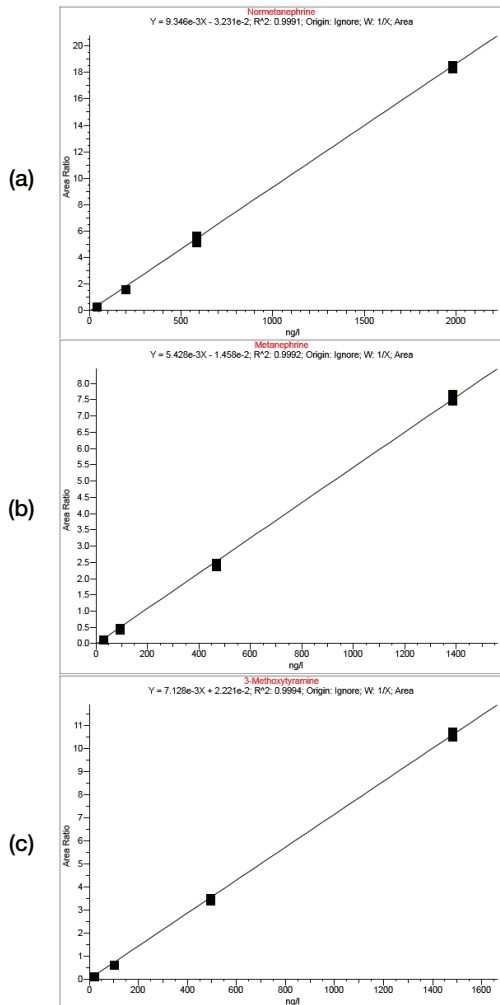 (a)
Normetanephrine
Y = 9.346e-3X - 3.231e-2; R^2: 0.9991; Origin: Ignore; W: 1/X; Area
Area Ratio
20
18
16
14
12
10
8
6
4
2
0
0 500 1000 1500 2000
ng/l
(b)
Metanephrine
Y = 5.428e-3X - 1.458e-2; R^2: 0.9992; Origin: Ignore; W: 1/X; Area
Area Ratio
8.0
7.5
7.0
6.5
6.0
5.5
5.0
4.5
4.0
3.5
3.0
2.5
2.0
1.5
1.0
0.5
0.0
0 200 400 600 800 1000 1200 1400
ng/l
(c)
3-Methoxytyramine
Y = 7.128e-3X + 2.221e-2; R^2: 0.9994; Origin: Ignore; W: 1/X; Area
Area Ratio
11
10
9
8
7
6
5
4
3
2
1
0
0 200 400 600 800 1000 1200 1400 1600
ng/l